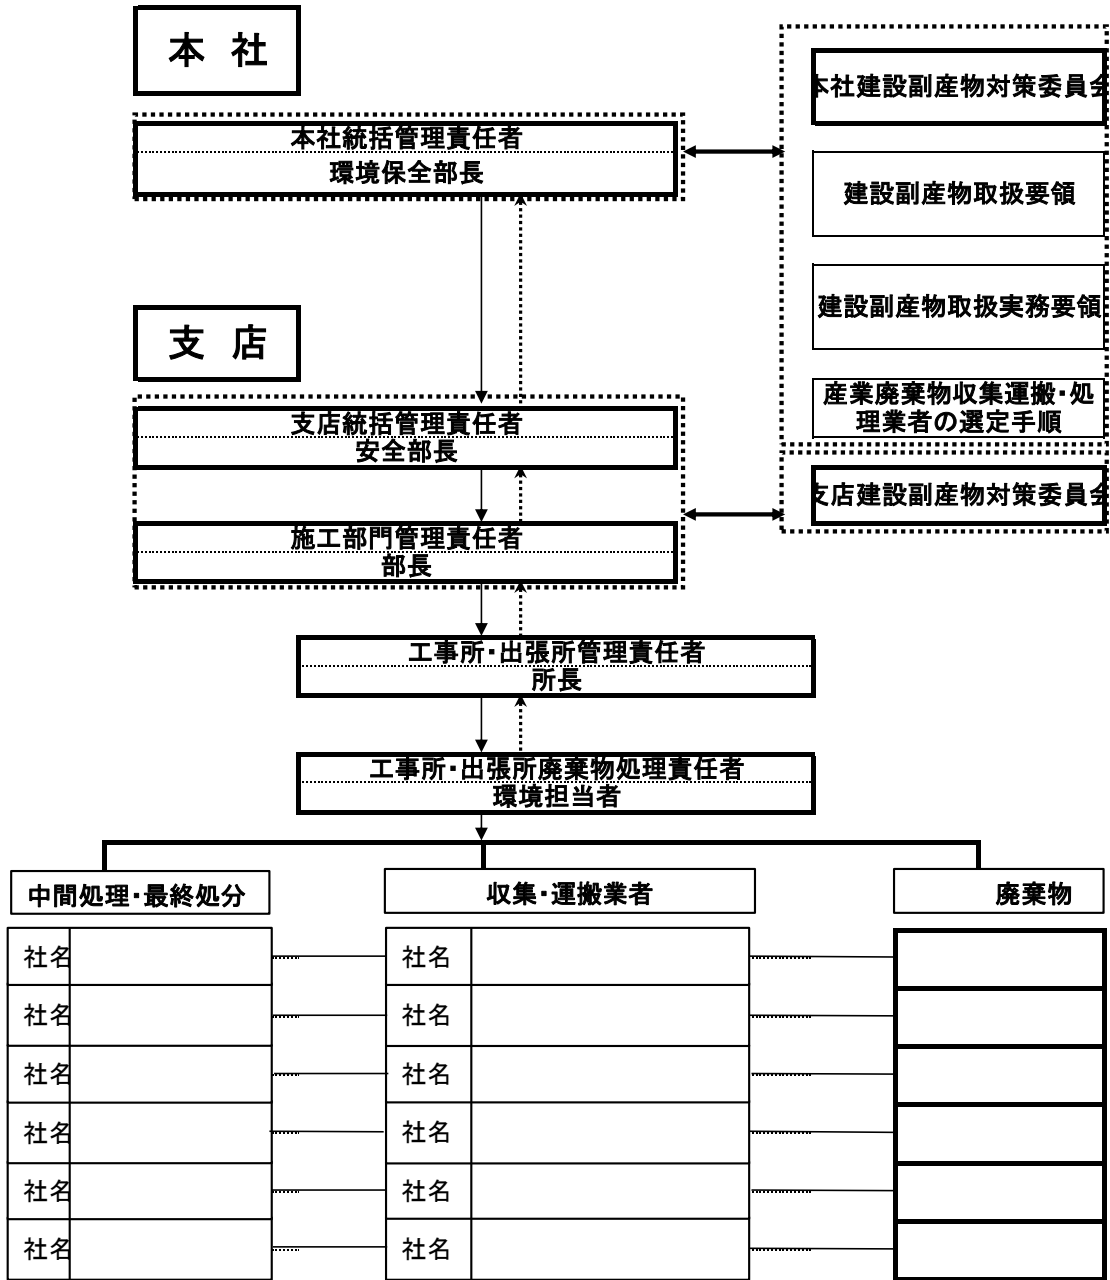 本 社
本社統括管理責任者
環境保全部長
本社建設副産物対策委員会
建設副産物取扱要領
建設副産物取扱実務要領
産業廃棄物収集運搬・処
理業者の選定手順
支 店
支店統括管理責任者
安全部長
施工部門管理責任者
部長
支店建設副産物対策委員会
工事所・出張所管理責任者
所長
工事所・出張所廃棄物処理責任者
環境担当者
中間処理・最終処分
収集・運搬業者
廃棄物
社名
社名
社名
社名
社名
社名
社名
社名
社名
社名
社名
社名